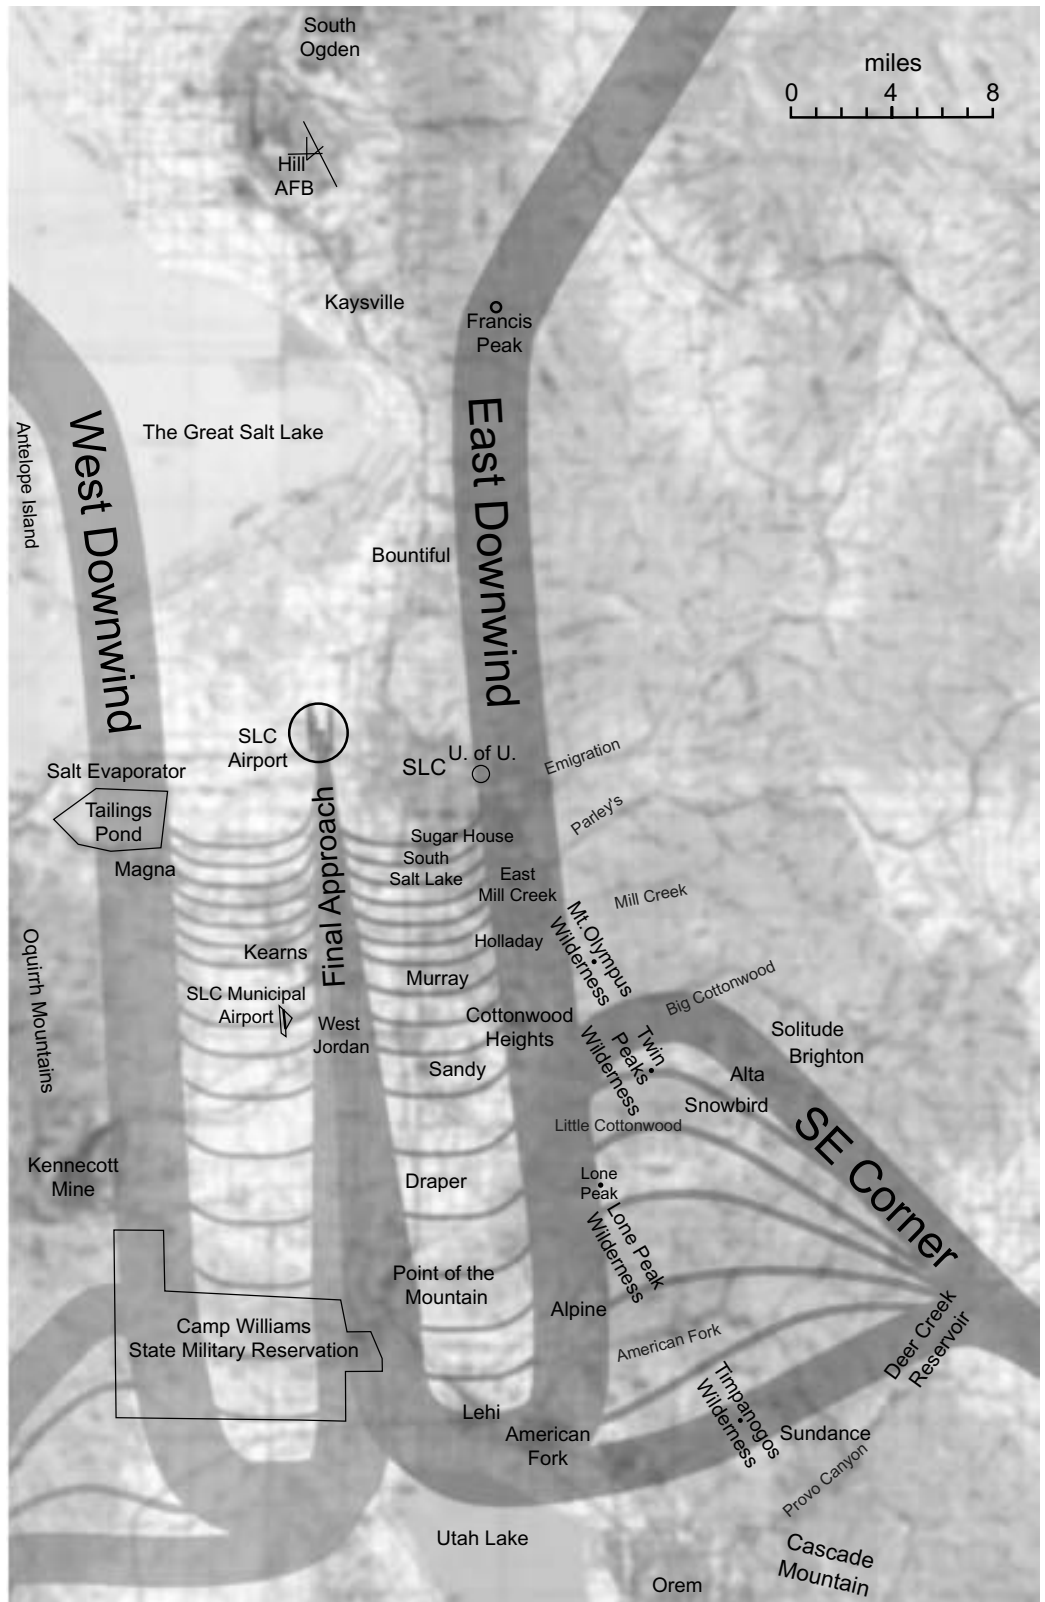 South
Ogden
miles
0 4 8
Hill
AFB
Kaysville
Francis
Peak
West Downwind
East Downwind
The Great Salt Lake
Antelope Island
Bountiful
SLC
Airport
SLC
U. of U.
Emigration
Salt Evaporator
Tailings
Pond
Magna
Final Approach
Parley's
Sugar House
South
Salt Lake
East
Mill Creek
Mill Creek
Mt. Olympus
Wilderness
Holladay
Kearns
Oquirrh Mountains
Murray
SLC Municipal
Airport
West
Jordan
Cottonwood
Heights
Big Cottonwood
Twin
Peaks
Wilderness
Solitude
Brighton
Sandy
Alta
Snowbird
Little Cottonwood
SE Corner
Kennecott
Mine
Draper
Lone
Peak
Lone Peak
Wilderness
Point of the
Mountain
Alpine
Camp Williams
State Military Reservation
American Fork
Deer Creek
Reservoir
Timpanogos
Wilderness
Lehi
American
Fork
Sundance
Provo Canyon
Utah Lake
Cascade
Mountain
Orem